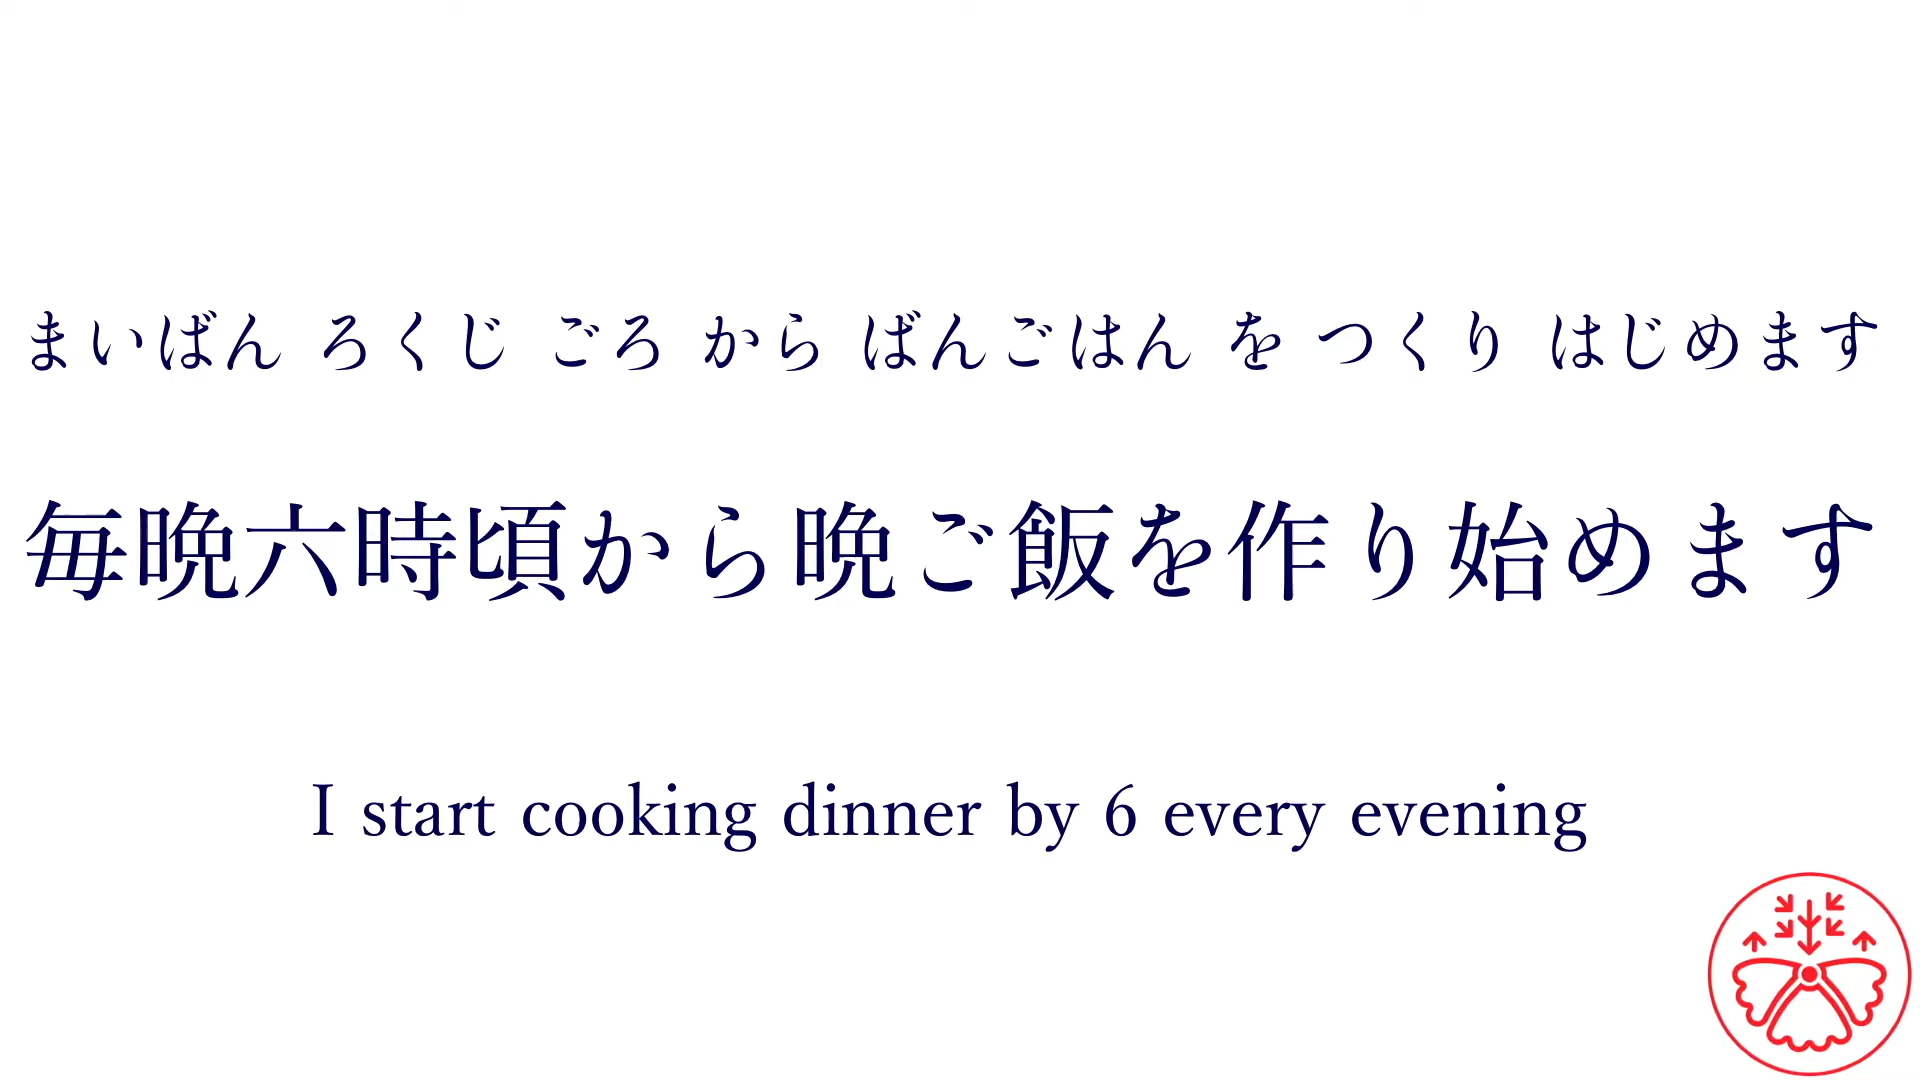 まいばん ろくじ ごろ から ばんごはん を つくり はじめます
毎晩六時頃から晩ご飯を作り始めます
I start cooking dinner by 6 every evening